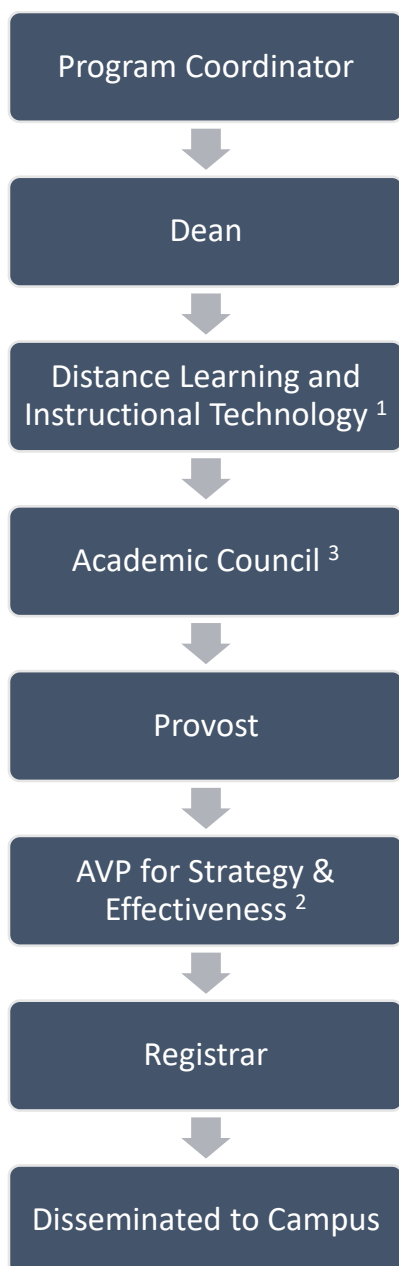 Program Coordinator
Dean
Distance Learning and
Instructional Technology 1
Academic Council 3
Provost
AVP for Strategy &
Effectiveness 2
Registrar
Disseminated to Campus